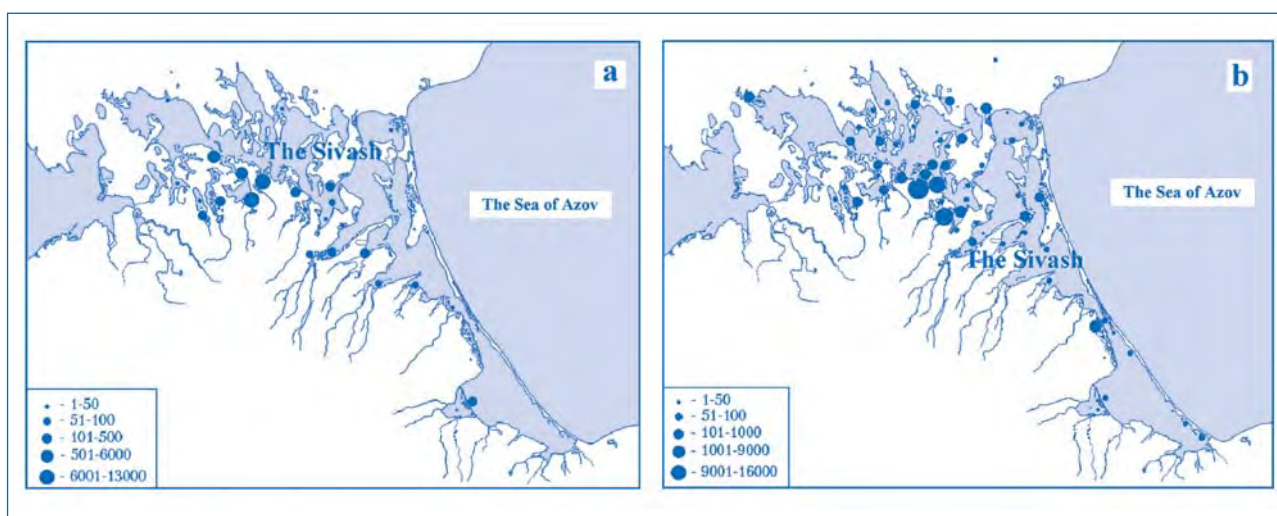 a
The Sivash
The Sea of Azov
- 1-50
- 51-100
- 101-500
- 501-6000
- 6001-13000
b
The Sea of Azov
The Sivash
- 1-50
- 51-100
- 101-1000
- 1001-9000
- 9001-16000